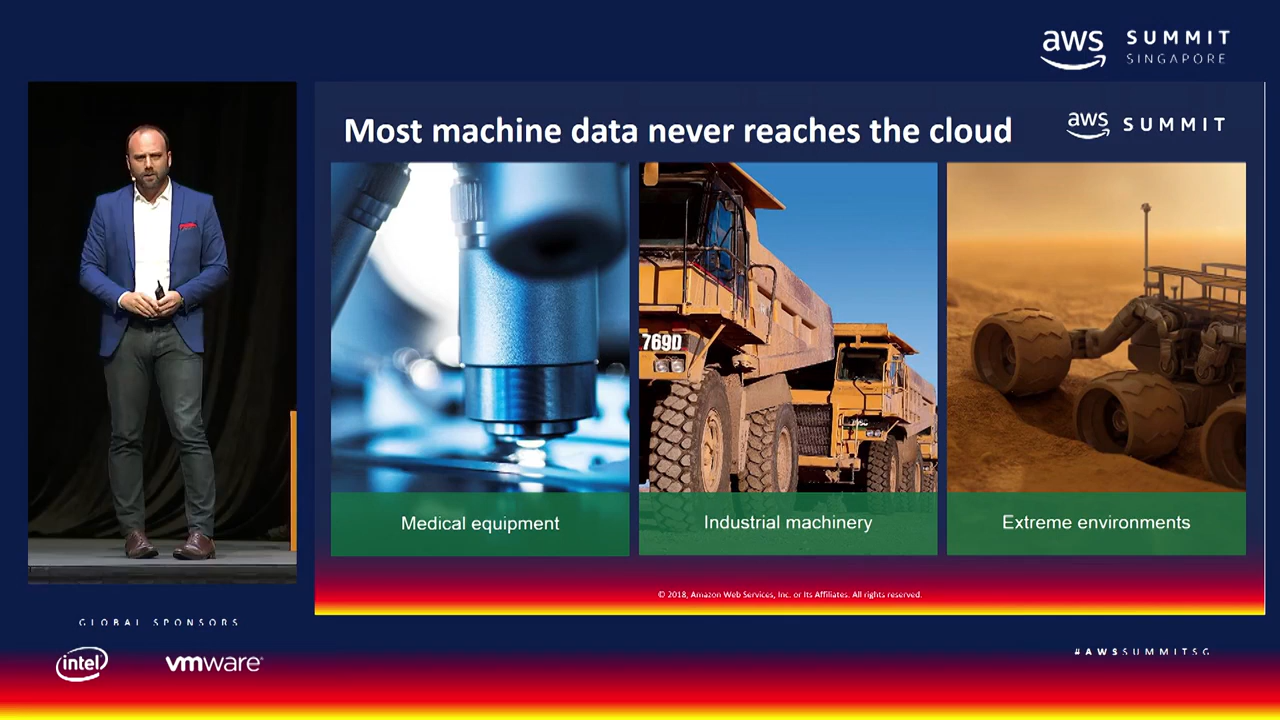 aws SUMMIT
SINGAPORE
Most machine data never reaches the cloud
aws SUMMIT
769D
Medical equipment
Industrial machinery
Extreme environments
© 2018, Amazon Web Services, Inc. or Its Affiliates. All rights reserved.
GLOBAL SPONSORS
intel
vmware
#AWSSUMMITSG